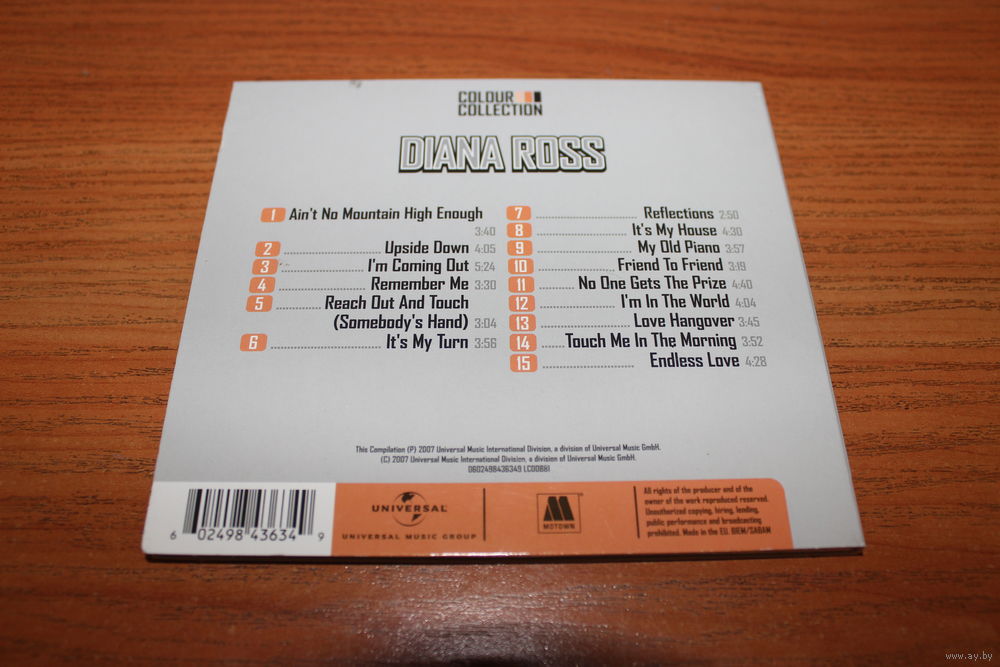 COLOUR
COLLECTION
DIANA ROSS
1 Ain't No Mountain High Enough
3:40
2 Upside Down 4:05
3 I'm Coming Out 5:24
4 Remember Me 3:30
5 Reach Out And Touch
(Somebody's Hand) 3:04
6 It's My Turn 3:56
7 Reflections 2:50
8 It's My House 4:30
9 My Old Piano 3:57
10 Friend To Friend 3:19
11 No One Gets The Prize 4:40
12 I'm In The World 4:04
13 Love Hangover 3:45
14 Touch Me In The Morning 3:52
15 Endless Love 4:28
This Compilation (P) 2007 Universal Music International Division, a division of Universal Music GmbH.
(C) 2007 Universal Music International Division, a division of Universal Music GmbH.
0602498436349 LC00881
6 02498 43634 9
UNIVERSAL
UNIVERSAL MUSIC GROUP
MOTOWN
All rights of the producer and of the
owner of the work reproduced reserved.
Unauthorized copying, hiring, lending,
public performance and broadcasting
prohibited. Made in the EU. BIEM/SABAM
www.ay.by